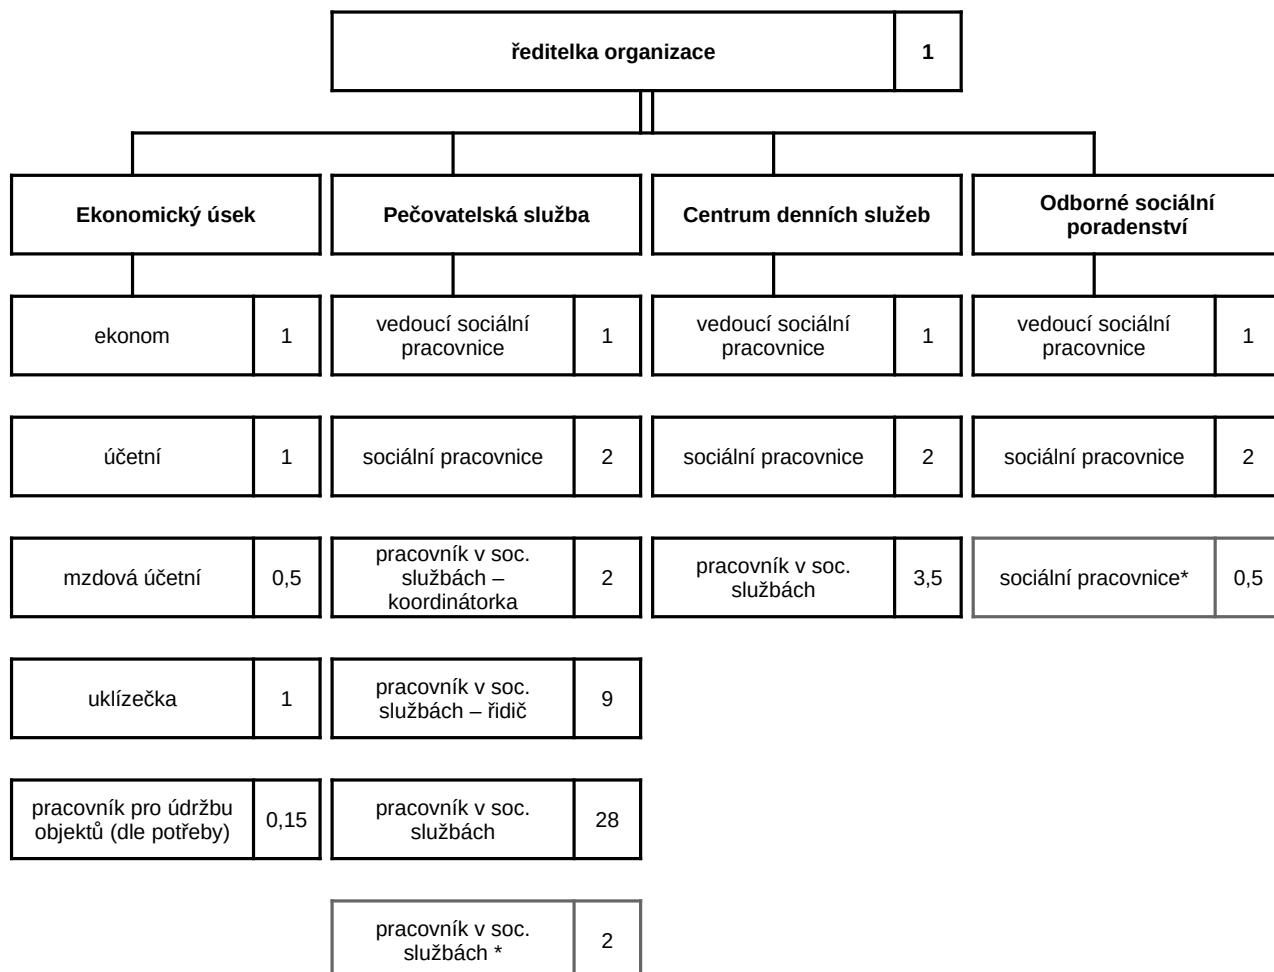 ředitelka organizace 1
Ekonomický úsek
Pečovatelská služba
Centrum denních služeb
Odborné sociální
poradenství
ekonom 1
vedoucí sociální
pracovnice 1
vedoucí sociální
pracovnice 1
vedoucí sociální
pracovnice 1
účetní 1
sociální pracovnice 2
sociální pracovnice 2
sociální pracovnice 2
mzdová účetní 0,5
pracovník v soc.
službách –
koordinátorka 2
pracovník v soc.
službách 3,5
sociální pracovnice* 0,5
uklízečka 1
pracovník v soc.
službách – řidič 9
pracovník pro údržbu
objektů (dle potřeby) 0,15
pracovník v soc.
službách 28
pracovník v soc.
službách * 2